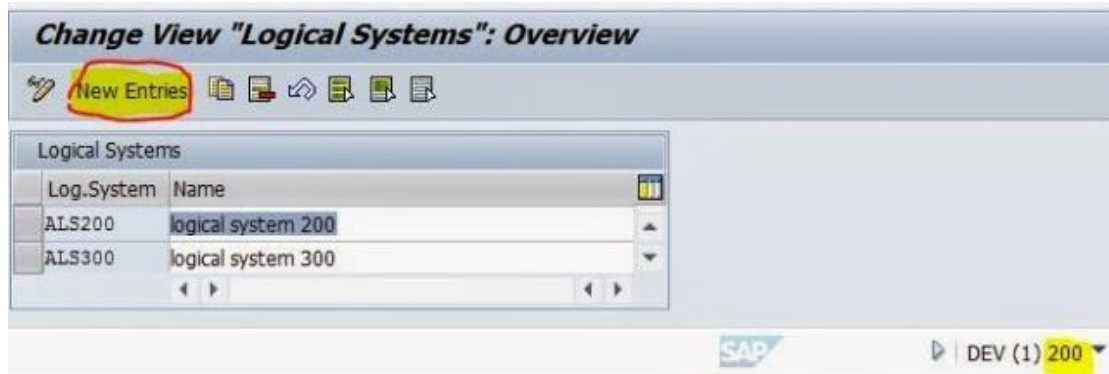 Change View "Logical Systems": Overview
New Entries
Logical Systems
Log.System Name
ALS200 logical system 200
ALS300 logical system 300
SAP DEV (1) 200